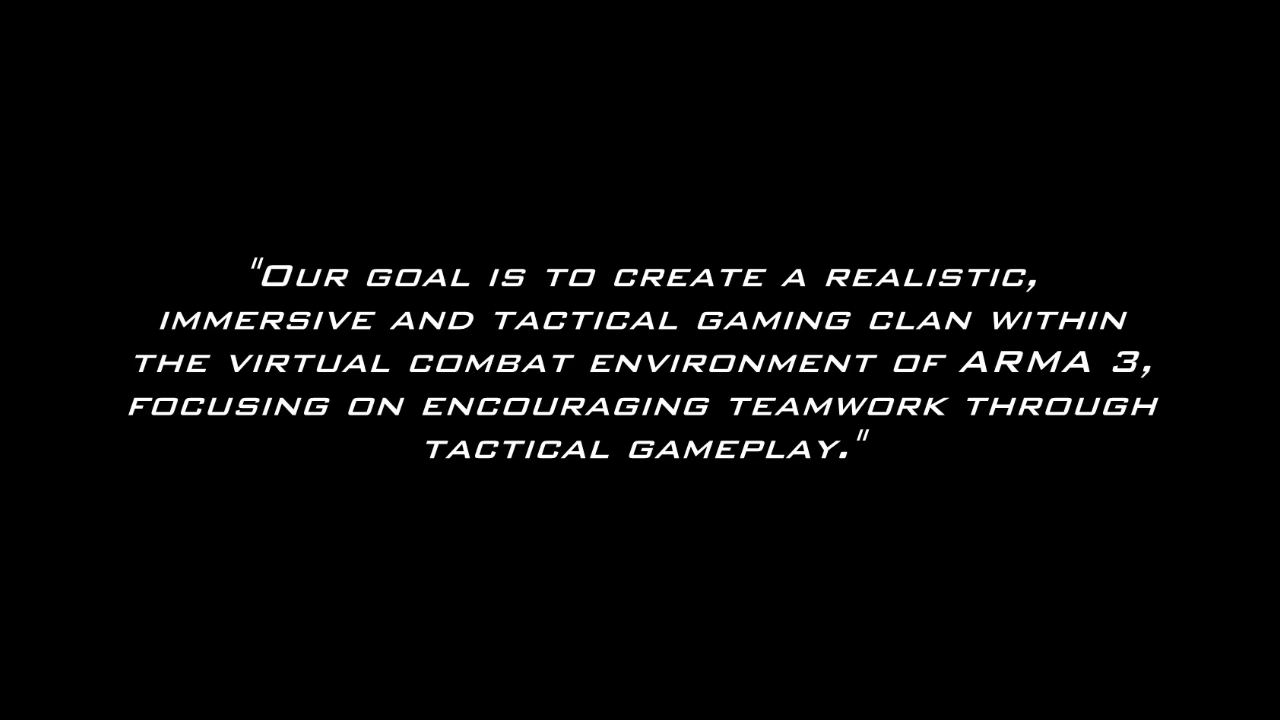 "Our goal is to create a realistic,
immersive and tactical gaming clan within
the virtual combat environment of ARMA 3,
focusing on encouraging teamwork through
tactical gameplay."